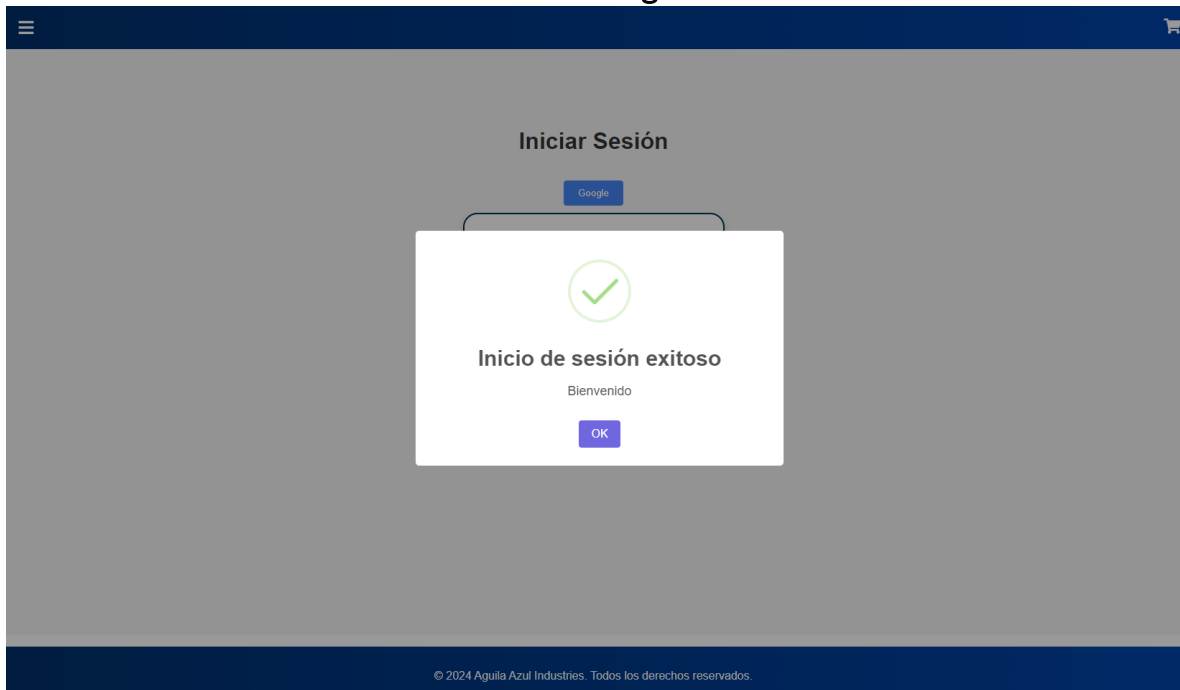 Iniciar Sesión
Google
Inicio de sesión exitoso
Bienvenido
OK
© 2024 Aguila Azul Industries. Todos los derechos reservados.